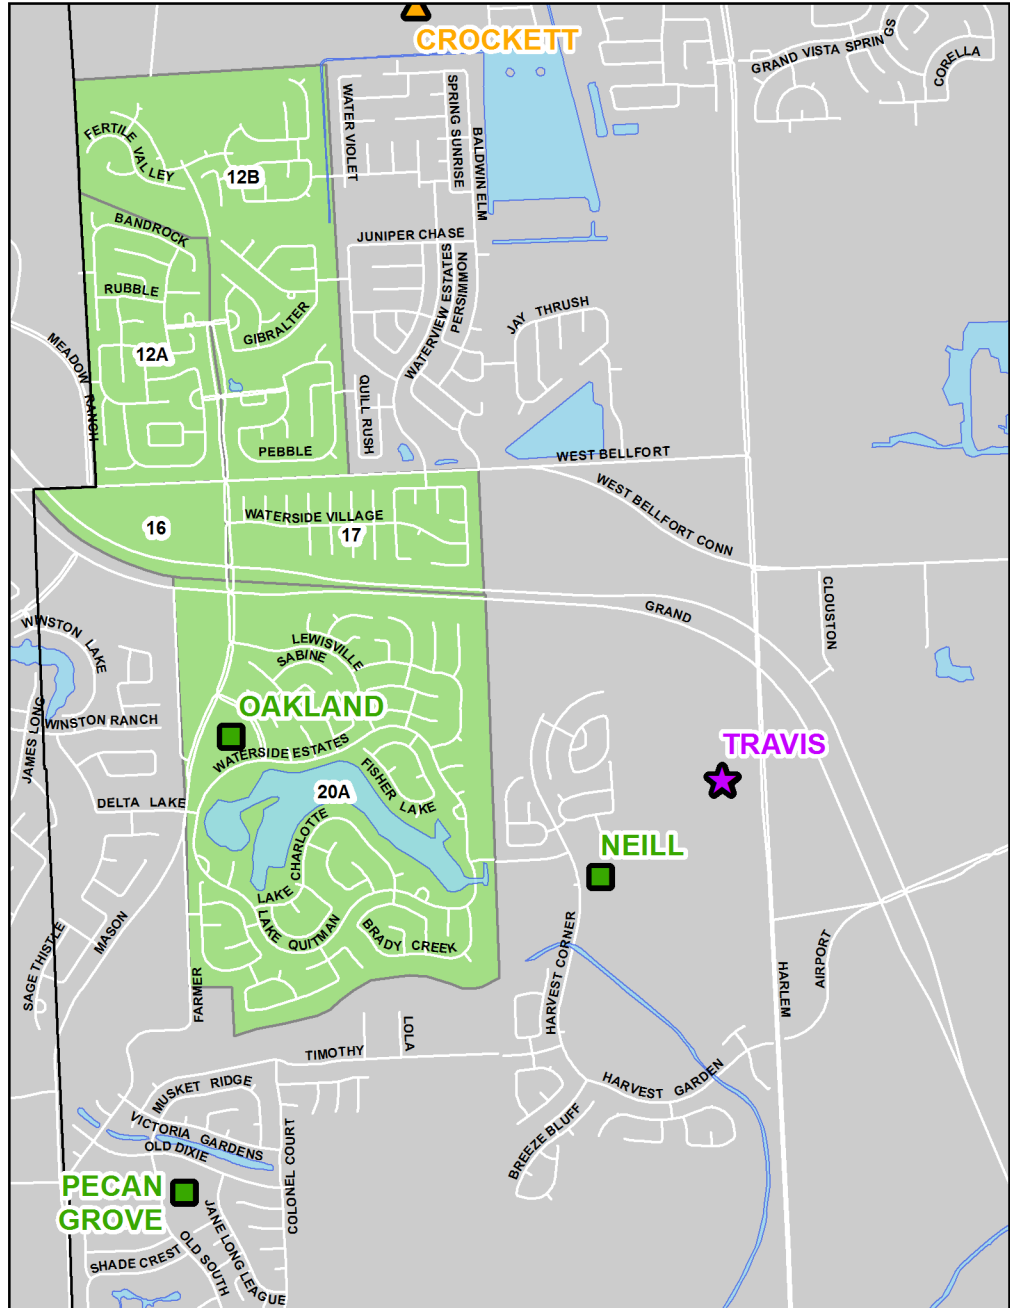 CROCKETT
GRAND VISTA SPRINGS
CORELLA
WATER VIOLET
SPRING SUNRISE
BALDWIN ELM
FERTILE VALLEY
12B
BANDROCK
JUNIPER CHASE
RUBBLE
WATERVIEW ESTATES
PERSIMMON
GIBRALTER
JAY THRUSH
MEADOW RANCH
12A
QUILL RUSH
PEBBLE
WEST BELLFORT
WEST BELLFORT CONN
WATERSIDE VILLAGE
16
17
CLOUSTON
GRAND
WINSTON LAKE
LEWISVILLE
SABINE
OAKLAND
JAMES LONG
WINSTON RANCH
WATERSIDE ESTATES
TRAVIS
FISHER LAKE
20A
DELTA LAKE
LAKE CHARLOTTE
NEILL
LAKE QUITMAN
BRADY CREEK
SAGE THISTLE
MASON
HARVEST CORNER
AIRPORT
HARLEM
FARMER
LOLA
TIMOTHY
MUSKET RIDGE
HARVEST GARDEN
VICTORIA GARDENS
OLD DIXIE
BREEZE BLUFF
COLONEL COURT
PECAN
GROVE
JANE LONG LEAGUE
OLD SOUTH
SHADE CREST